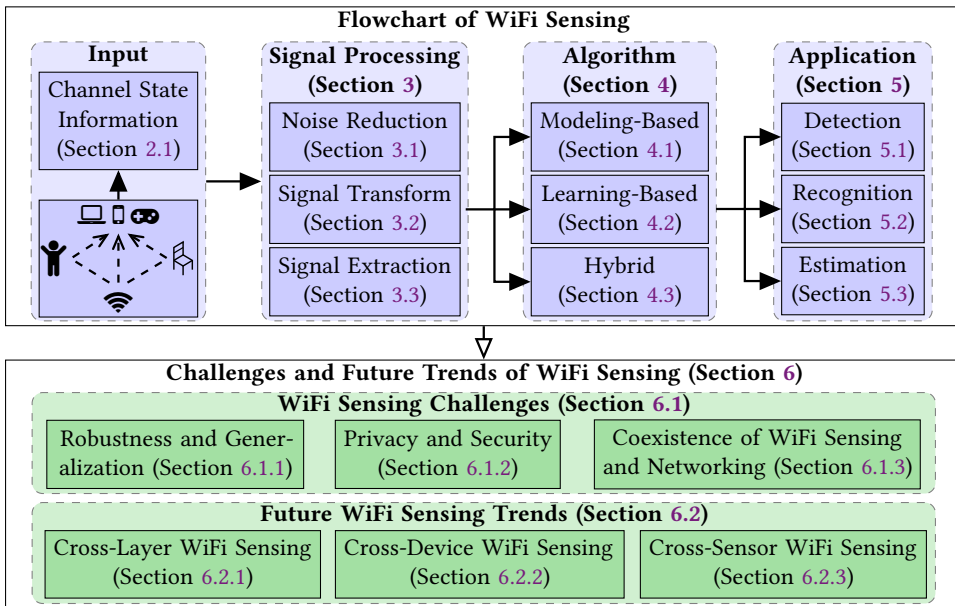 Flowchart of WiFi Sensing
Input
Channel State
Information
(Section 2.1)
Signal Processing
(Section 3)
Noise Reduction
(Section 3.1)
Signal Transform
(Section 3.2)
Signal Extraction
(Section 3.3)
Algorithm
(Section 4)
Modeling-Based
(Section 4.1)
Learning-Based
(Section 4.2)
Hybrid
(Section 4.3)
Application
(Section 5)
Detection
(Section 5.1)
Recognition
(Section 5.2)
Estimation
(Section 5.3)
Challenges and Future Trends of WiFi Sensing (Section 6)
WiFi Sensing Challenges (Section 6.1)
Robustness and Gener-
alization (Section 6.1.1)
Privacy and Security
(Section 6.1.2)
Coexistence of WiFi Sensing
and Networking (Section 6.1.3)
Future WiFi Sensing Trends (Section 6.2)
Cross-Layer WiFi Sensing
(Section 6.2.1)
Cross-Device WiFi Sensing
(Section 6.2.2)
Cross-Sensor WiFi Sensing
(Section 6.2.3)